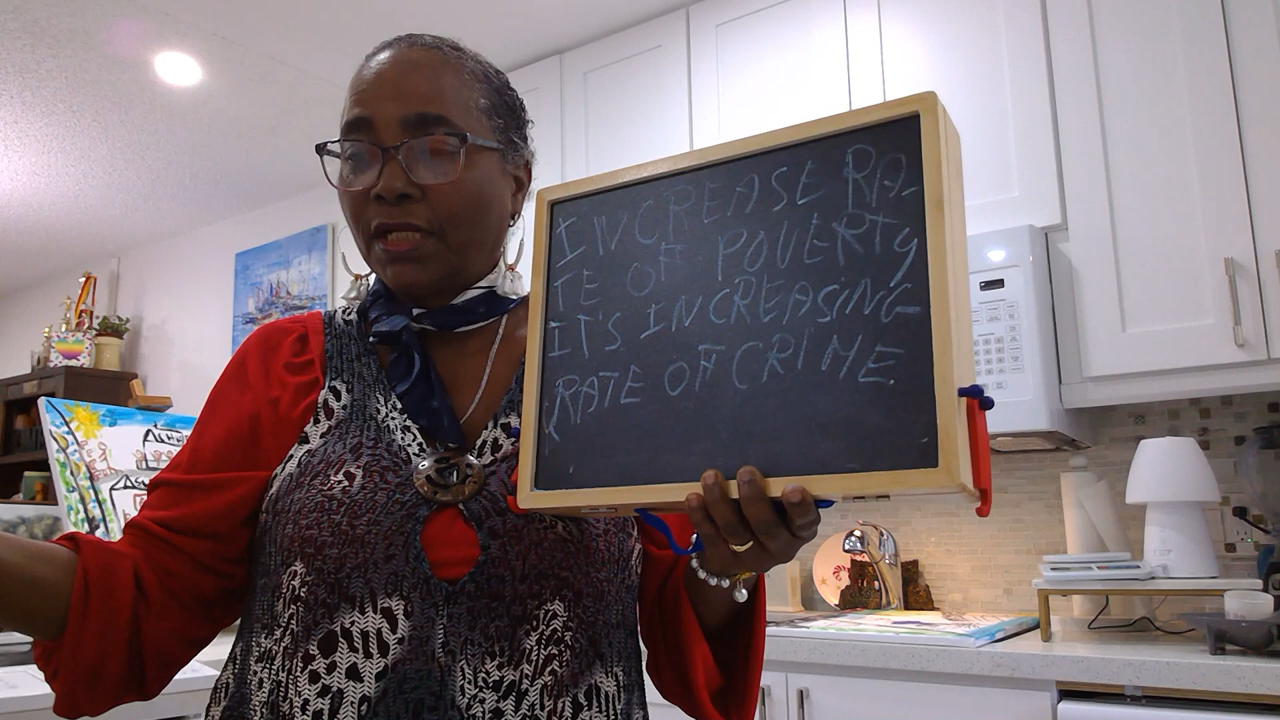 INCREASE RA-
TE OF POVERTY
IT'S INCREASING
RATE OF CRIME.